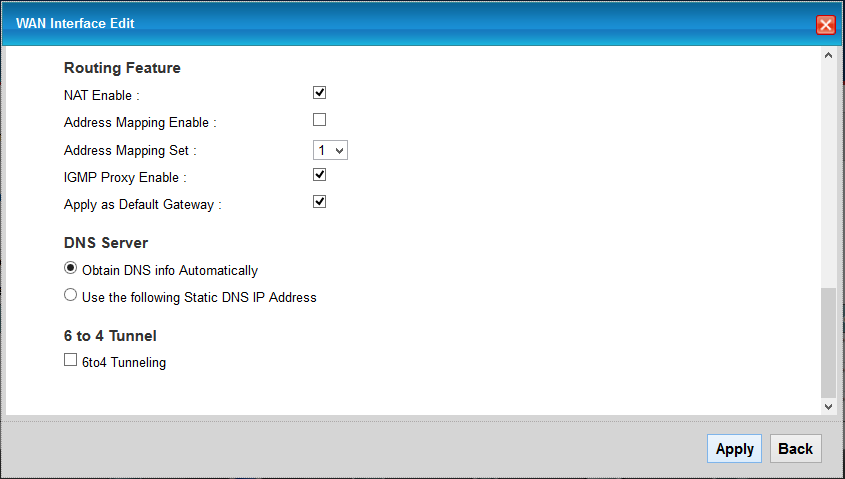 WAN Interface Edit
Routing Feature
NAT Enable :
Address Mapping Enable :
Address Mapping Set : 1
IGMP Proxy Enable :
Apply as Default Gateway :
DNS Server
Obtain DNS info Automatically
Use the following Static DNS IP Address
6 to 4 Tunnel
6to4 Tunneling
Apply Back